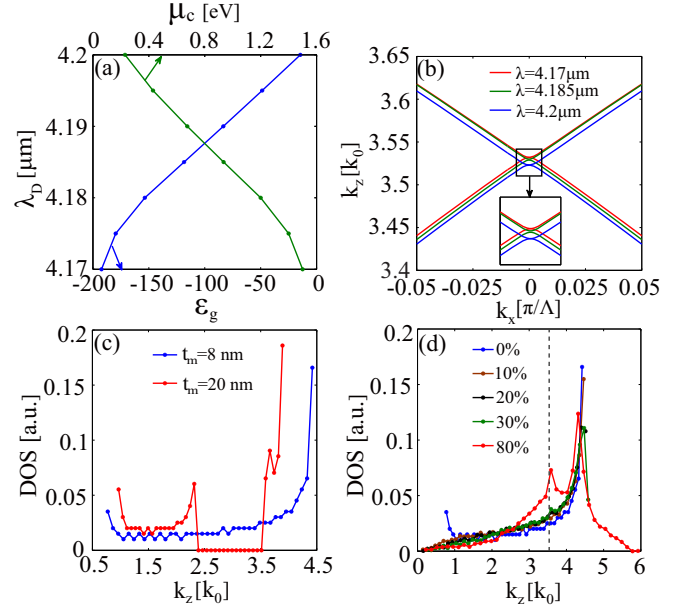 μc [eV]
0 0.4 0.8 1.2 1.6
(a)
4.2
4.19
4.18
4.17
λD [μm]
-200 -150 -100 -50 0
εg
(b)
λ=4.17μm
λ=4.185μm
λ=4.2μm
3.65
3.6
3.55
3.5
3.45
3.4
kz[k0]
-0.05 -0.025 0 0.025 0.05
kx[π/Λ]
(c)
tm=8 nm
tm=20 nm
0.2
0.15
0.1
0.05
0
DOS [a.u.]
0.5 1.5 2.5 3.5 4.5
kz[k0]
(d)
0%
10%
20%
30%
80%
0.2
0.15
0.1
0.05
0
DOS [a.u.]
0 1 2 3 4 5 6
kz[k0]